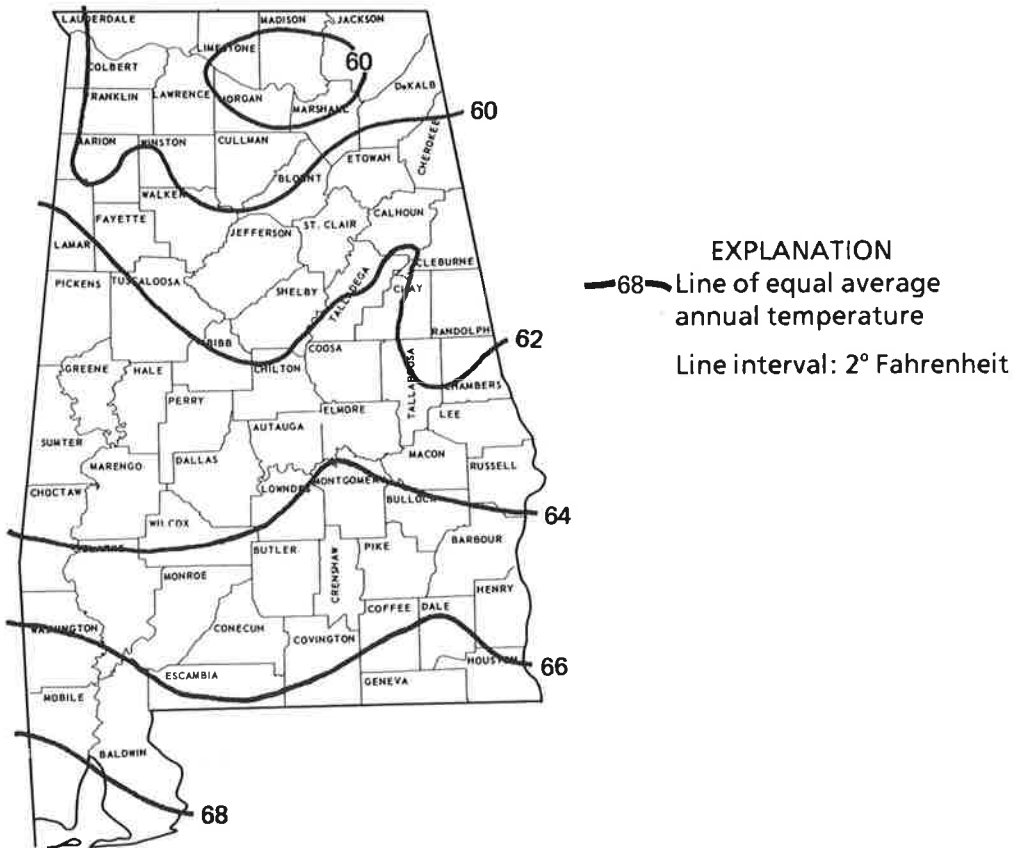 LAUDERDALE
MADISON
JACKSON
LIMESTONE
60
COLBERT
DeKALB
RANKLIN
LAWRENCE
MORGAN
MARSHALL
60
ARION
WINSTON
CULLMAN
CHEROKEE
ETOWAH
BLOUNT
WALKER
FAYETTE
CALHOUN
ST. CLAIR
JEFFERSON
LAMAR
EXPLANATION
CLEBURNE
PICKENS
TUSCALOOSA
TALLADEGA
CLAY
68
Line of equal average
SHELBY
annual temperature
RANDOLPH
62
BIBB
COOSA
Line interval: 2° Fahrenheit
GREENE
HALE
CHILTON
TALLAPOOSA
CHAMBERS
PERRY
ELMORE
LEE
AUTAUGA
SUMTER
MACON
MARENGO
DALLAS
RUSSELL
CHOCTAW
LOWNDES
MONTGOMERY
BULLOCK
64
WILCOX
BARBOUR
CLARKE
BUTLER
CRENSHAW
PIKE
MONROE
HENRY
COFFEE
DALE
WASHINGTON
CONECUH
COVINGTON
HOUSTON
66
ESCAMBIA
GENEVA
MOBILE
BALDWIN
68